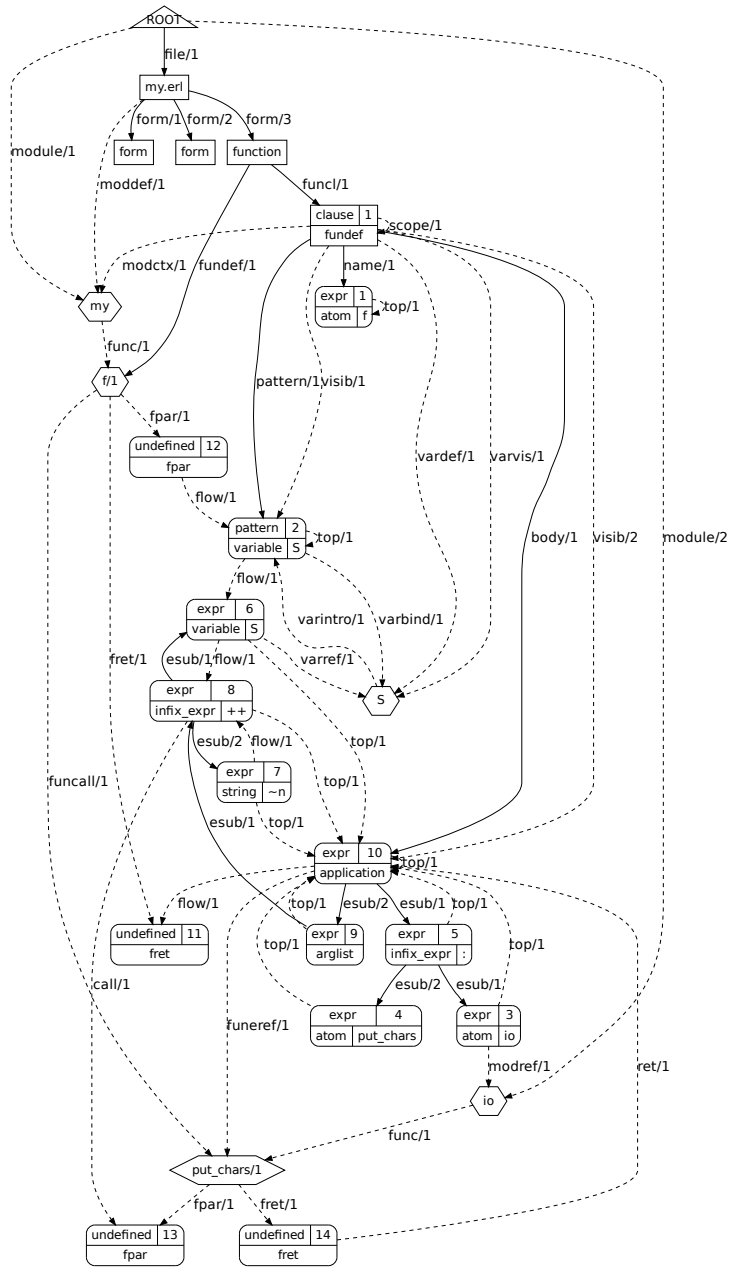 ROOT
file/1
my.erl
form/1 form/2 form/3
form form function
module/1
moddef/1
funcl/1
clause 1
fundef
scope/1
modctx/1 fundef/1
name/1
my
expr 1
atom f
top/1
func/1
f/1
pattern/1 visib/1
fpar/1
undefined 12
fpar
vardef/1 varvis/1
flow/1
pattern 2
variable S
top/1
body/1 visib/2 module/2
flow/1
expr 6
variable S
varintro/1 varbind/1
fret/1 esub/1 flow/1 varref/1
expr 8
infix_expr ++
S
esub/2 flow/1 top/1
expr 7
string ~n
funcall/1
top/1
esub/1 top/1
expr 10
application
top/1
flow/1 top/1 esub/2 esub/1 top/1
undefined 11
fret
expr 9
arglist
expr 5
infix_expr :
top/1 top/1
call/1 esub/2 esub/1
expr 4
atom put_chars
expr 3
atom io
funeref/1
modref/1 ret/1
io
func/1
put_chars/1
fpar/1 fret/1
undefined 13
fpar
undefined 14
fret